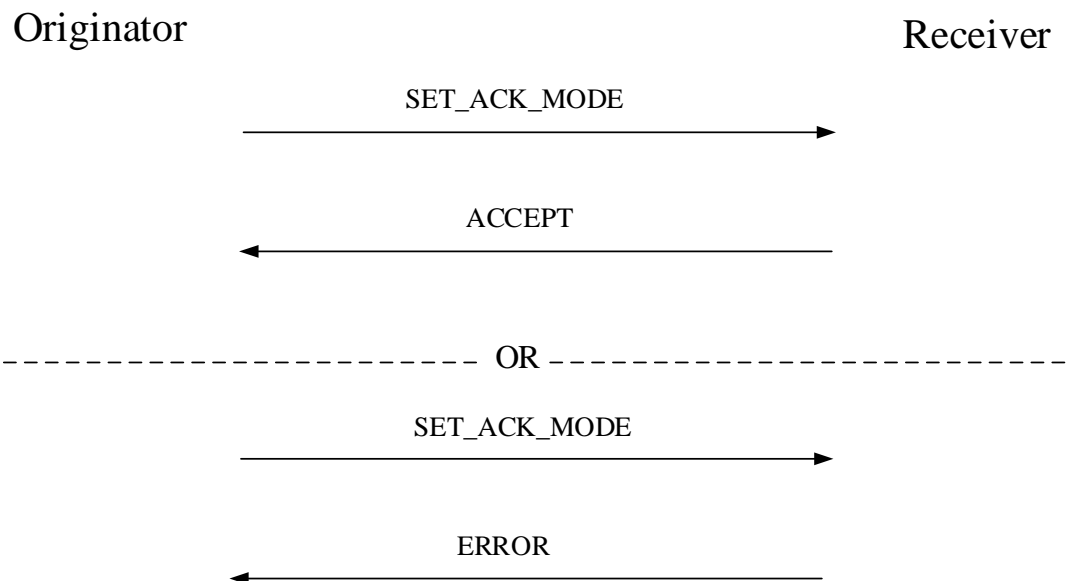 Originator
Receiver
SET_ACK_MODE
ACCEPT
OR
SET_ACK_MODE
ERROR